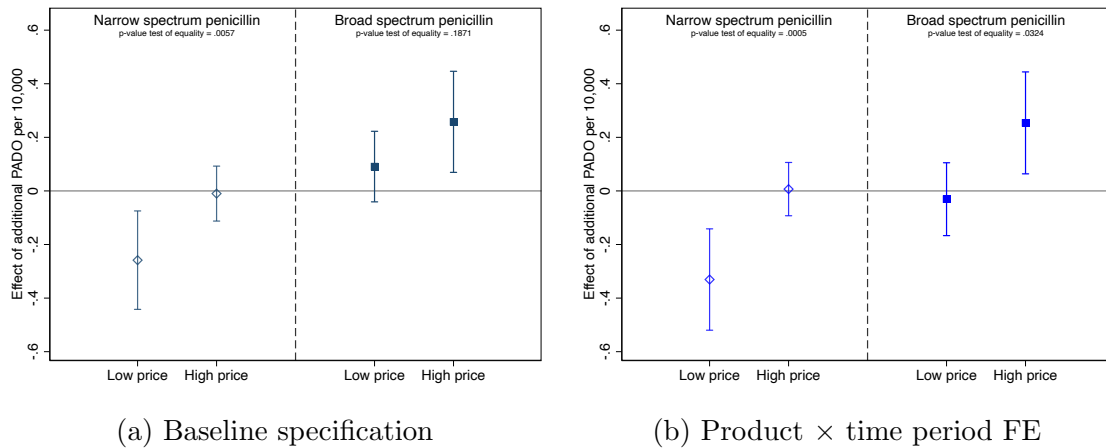 Narrow spectrum penicillin
p-value test of equality = .0057
Broad spectrum penicillin
p-value test of equality = .1871
Effect of additional PADO per 10,000
.6
.4
.2
0
-.2
-.4
-.6
Low price
High price
Low price
High price
(a) Baseline specification
Narrow spectrum penicillin
p-value test of equality = .0005
Broad spectrum penicillin
p-value test of equality = .0324
Effect of additional PADO per 10,000
.6
.4
.2
0
-.2
-.4
-.6
Low price
High price
Low price
High price
(b) Product × time period FE